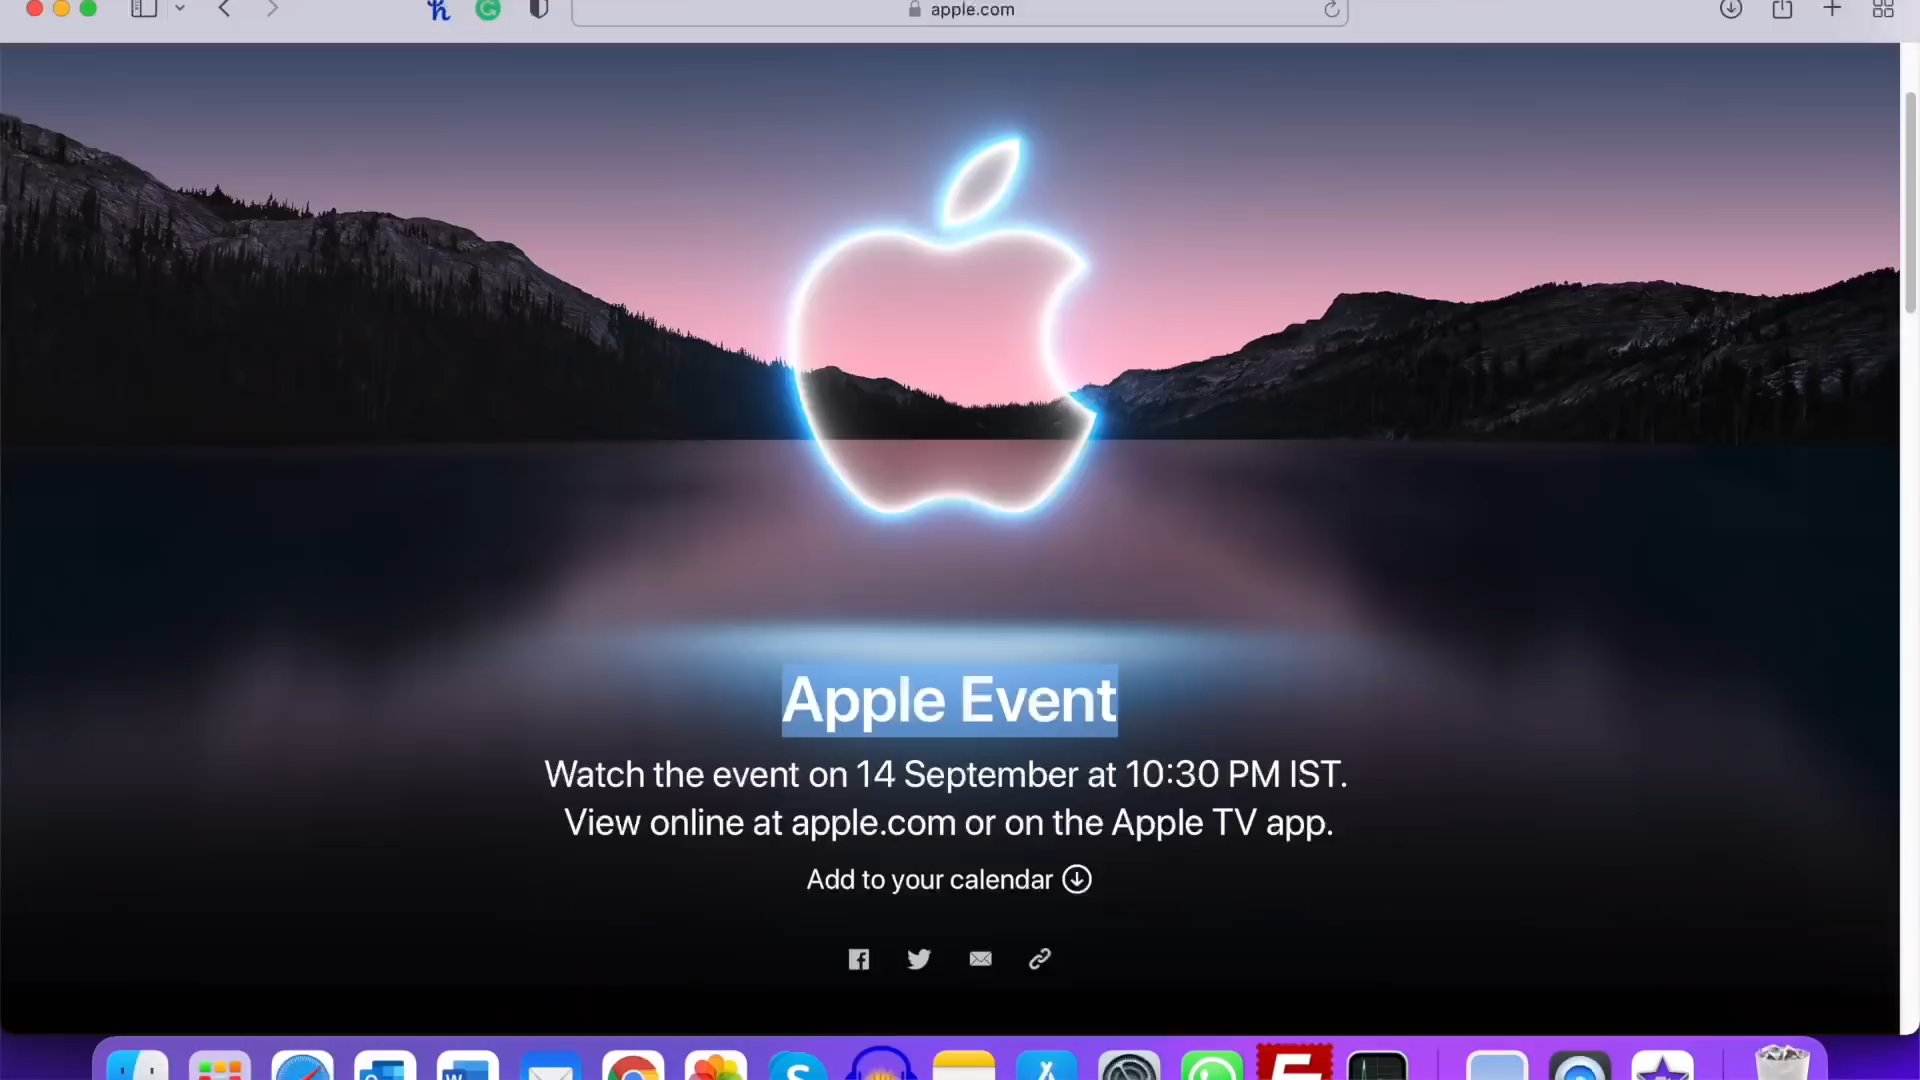 apple.com
Apple Event
Watch the event on 14 September at 10:30 PM IST.
View online at apple.com or on the Apple TV app.
Add to your calendar